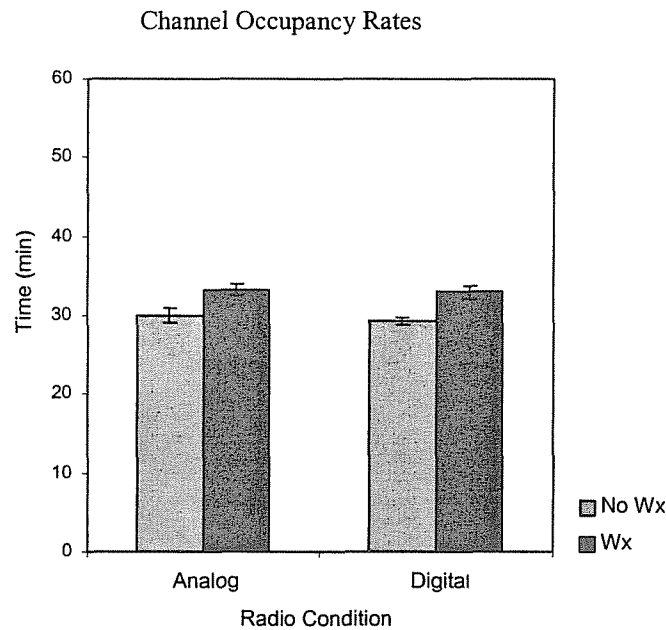 Channel Occupancy Rates
60
50
40
30
20
10
0
Time (min)
Analog Digital
Radio Condition
No Wx
Wx